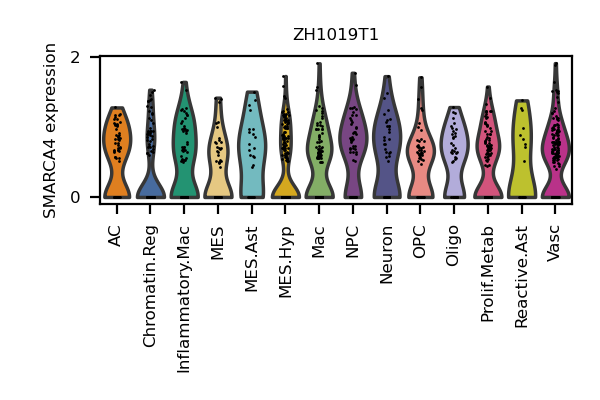 ZH1019T1
SMARCA4 expression
2
0
AC
Chromatin.Reg
Inflammatory.Mac
MES
MES.Ast
MES.Hyp
Mac
NPC
Neuron
OPC
Oligo
Prolif.Metab
Reactive.Ast
Vasc